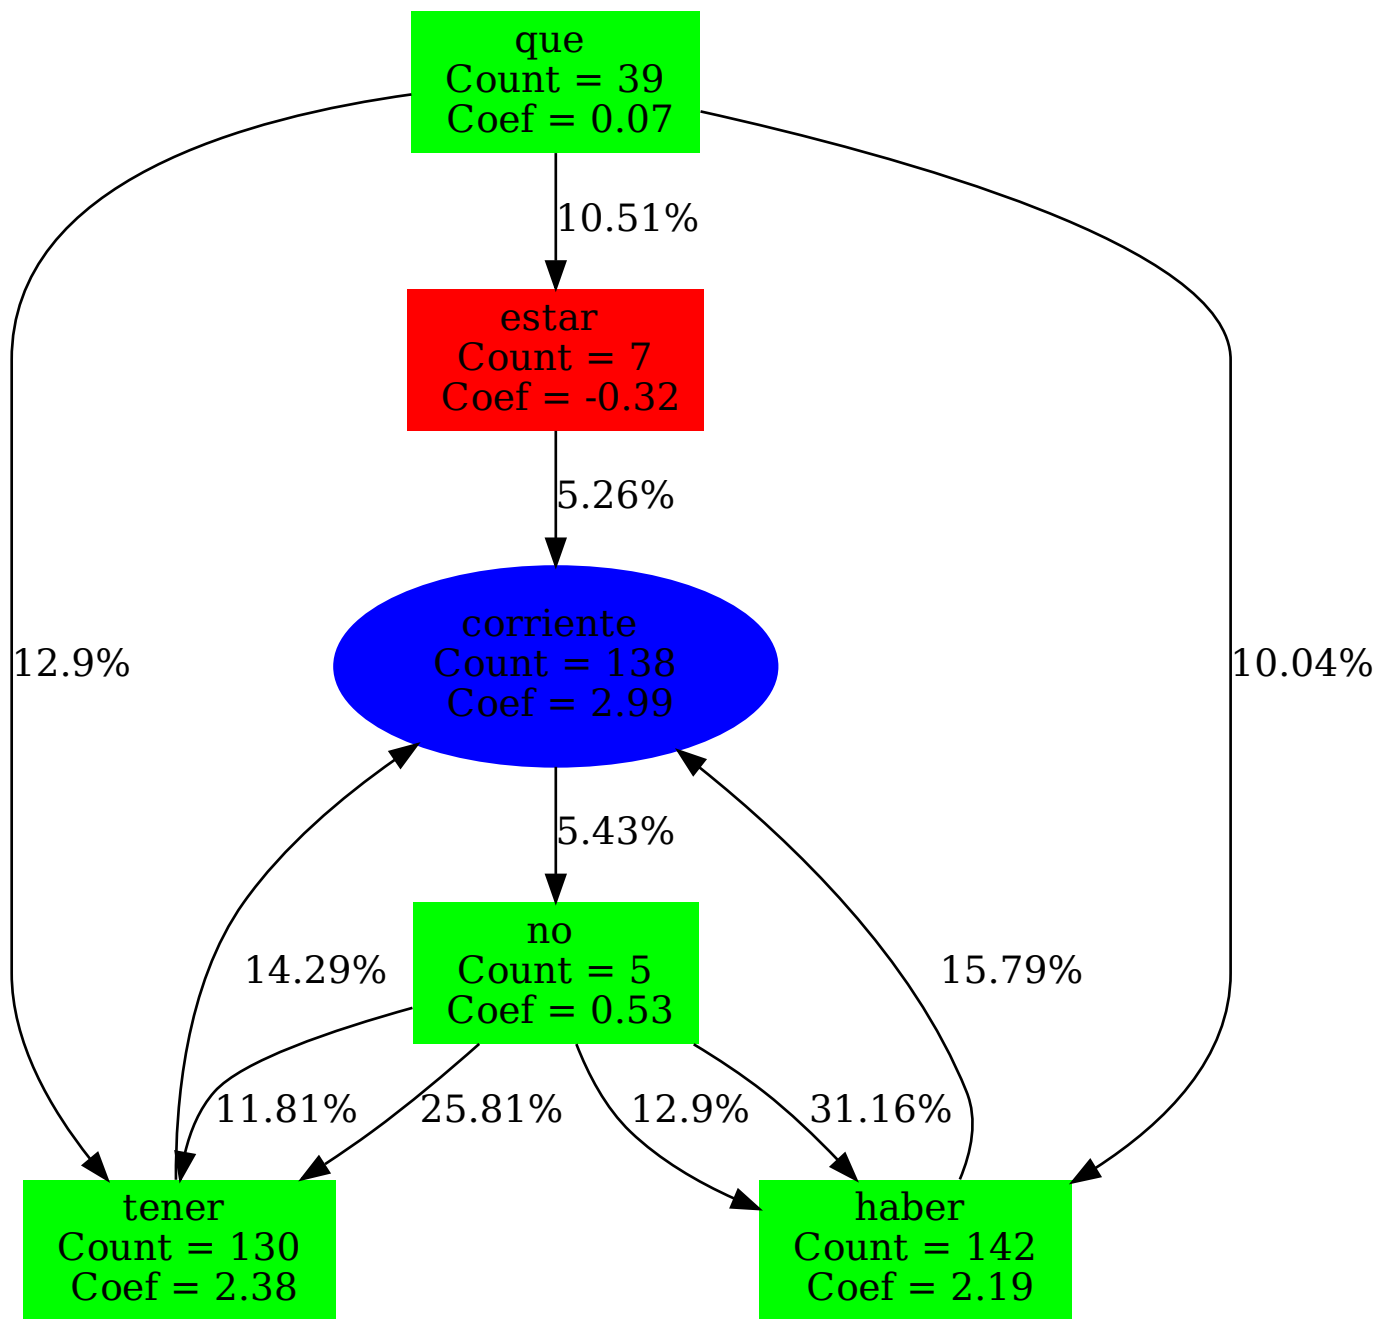 que
Count = 39
Coef = 0.07
10.51%
estar
Count = 7
Coef = -0.32
5.26%
corriente
Count = 138
Coef = 2.99
12.9%
10.04%
5.43%
no
Count = 5
Coef = 0.53
14.29%
15.79%
11.81%
25.81%
12.9%
31.16%
tener
Count = 130
Coef = 2.38
haber
Count = 142
Coef = 2.19